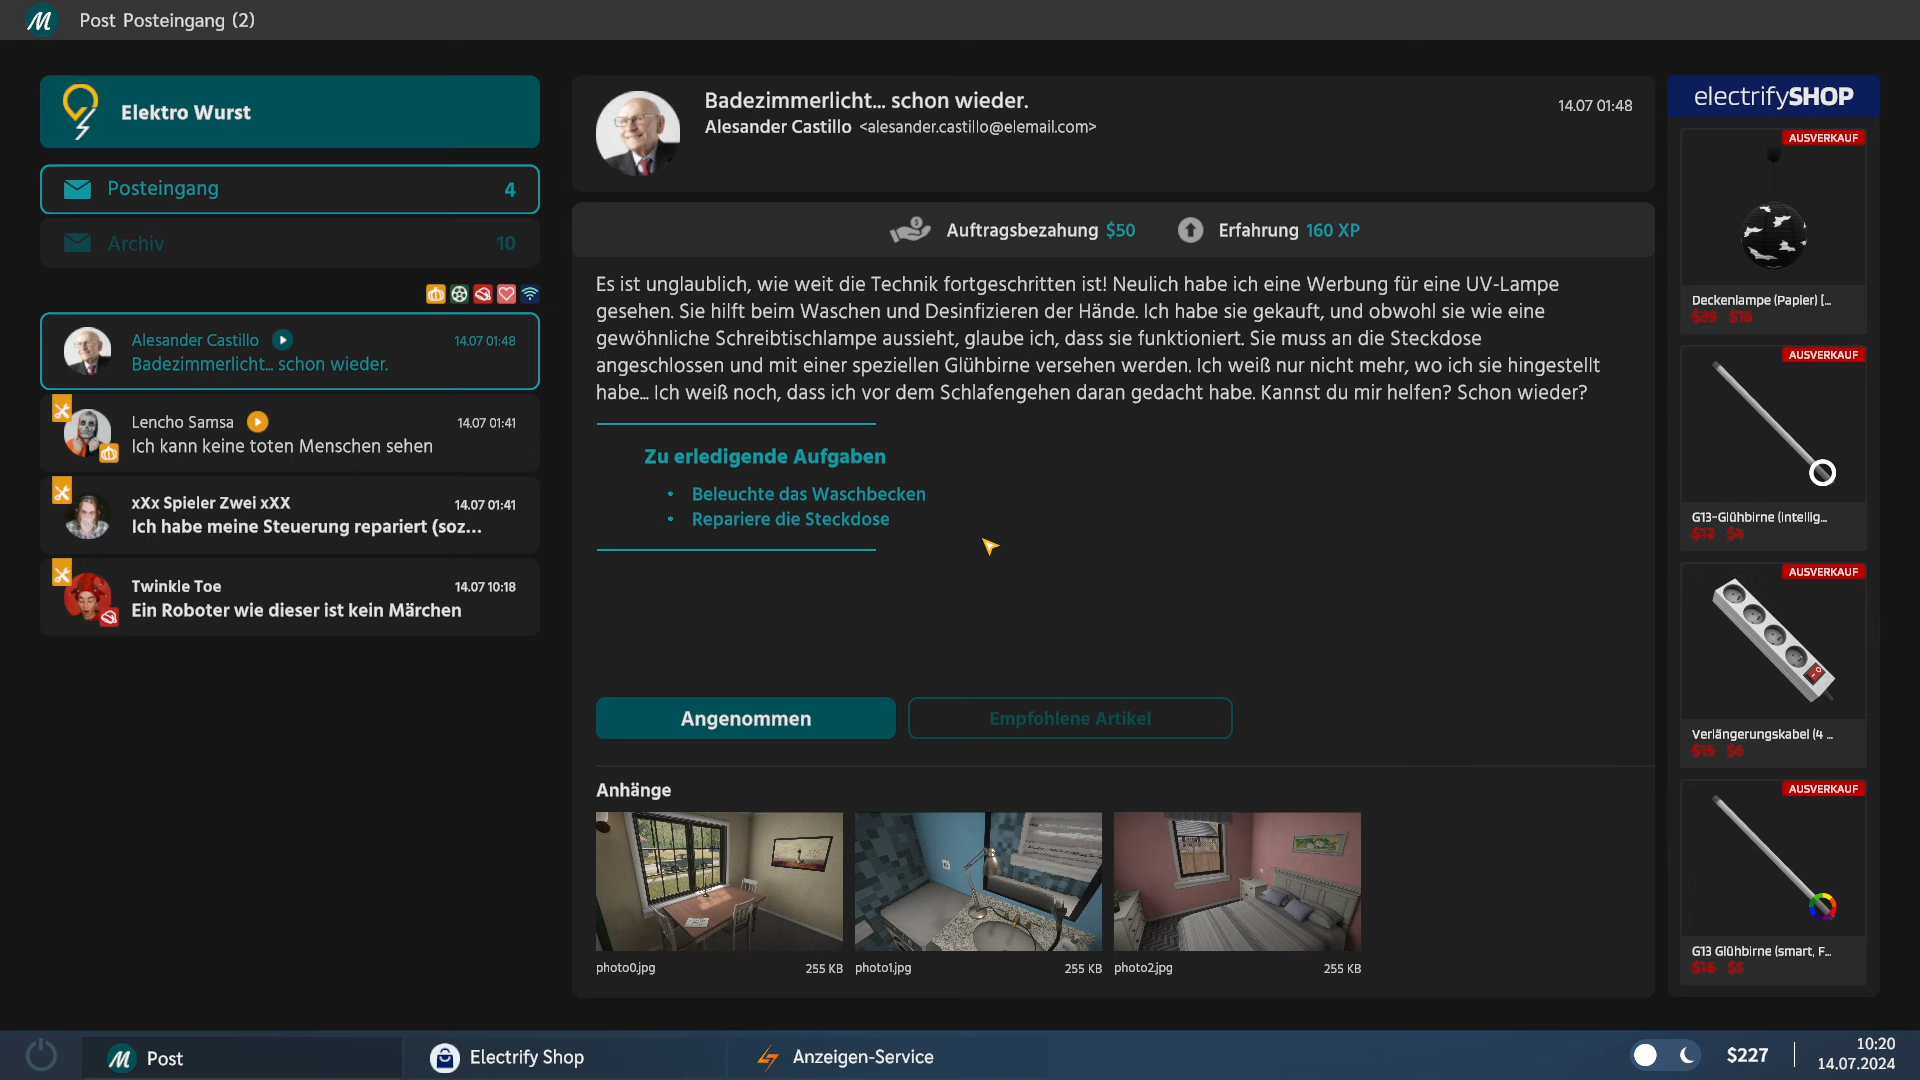 Post Posteingang (2)
Elektro Wurst
Posteingang 4
Archiv 10
Alesander Castillo 14.07 01:48
Badezimmerlicht... schon wieder.
Lencho Samsa 14.07 01:41
Ich kann keine toten Menschen sehen
xXx Spieler Zwei xXX 14.07 01:41
Ich habe meine Steuerung repariert (soz...
Twinkle Toe 14.07 10:18
Ein Roboter wie dieser ist kein Märchen
Badezimmerlicht... schon wieder. 14.07 01:48
Alesander Castillo <alesander.castillo@elemail.com>
Auftragsbezahung $50 Erfahrung 160 XP
Es ist unglaublich, wie weit die Technik fortgeschritten ist! Neulich habe ich eine Werbung für eine UV-Lampe
gesehen. Sie hilft beim Waschen und Desinfizieren der Hände. Ich habe sie gekauft, und obwohl sie wie eine
gewöhnliche Schreibtischlampe aussieht, glaube ich, dass sie funktioniert. Sie muss an die Steckdose
angeschlossen und mit einer speziellen Glühbirne versehen werden. Ich weiß nur nicht mehr, wo ich sie hingestellt
habe... Ich weiß noch, dass ich vor dem Schlafengehen daran gedacht habe. Kannst du mir helfen? Schon wieder?
Zu erledigende Aufgaben
• Beleuchte das Waschbecken
• Repariere die Steckdose
Angenommen Empfohlene Artikel
Anhänge
photo0.jpg 255 KB photo1.jpg 255 KB photo2.jpg 255 KB
electrifySHOP
AUSVERKAUF
Deckenlampe (Papier) [...
$39 $16
AUSVERKAUF
G13-Glühbirne (intellig...
$12 $4
AUSVERKAUF
Verlängerungskabel (4 ...
$15 $6
AUSVERKAUF
G13 Glühbirne (smart, F...
$16 $5
Post Electrify Shop Anzeigen-Service $227 10:20
14.07.2024